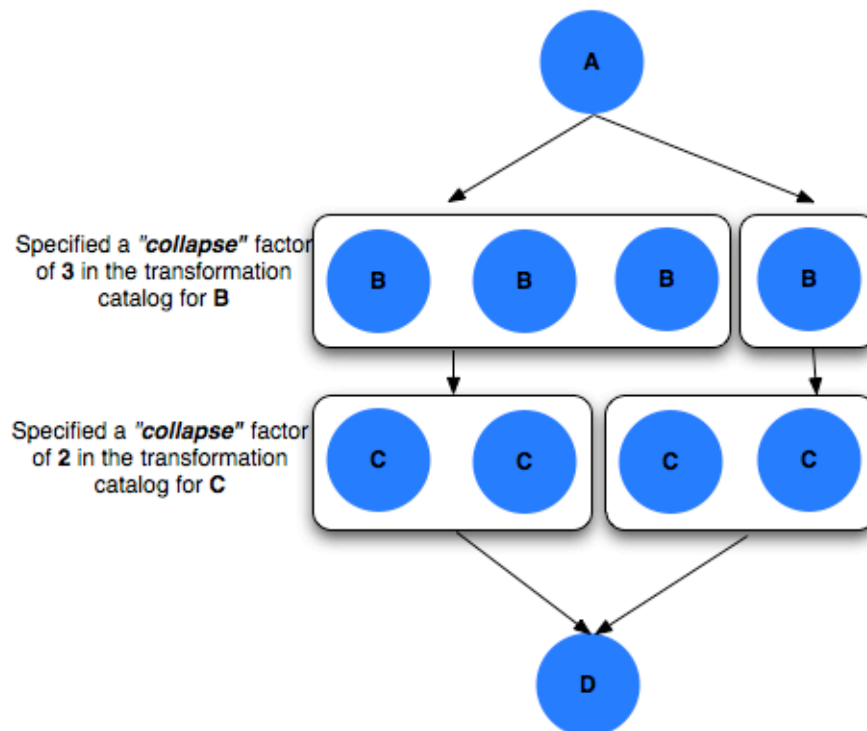 A
Specified a "collapse" factor
of 3 in the transformation
catalog for B
B B B B
Specified a "collapse" factor
of 2 in the transformation
catalog for C
C C C C
D